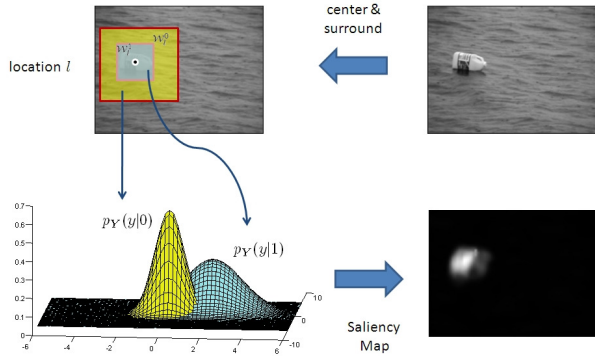 center &
surround
W_l^1 W_l^0
location l
p_Y(y|0)
p_Y(y|1)
0.7
0.6
0.5
0.4
0.3
0.2
0.1
0
-6 -4 -2 0 2 4 6
-10 0 10
Saliency
Map